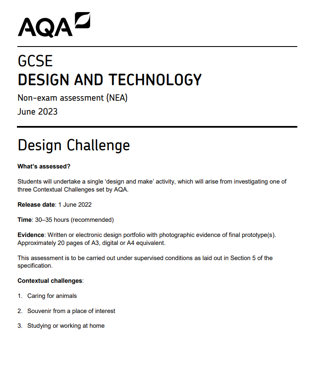 AQA
GCSE
DESIGN AND TECHNOLOGY
Non-exam assessment (NEA)
June 2023
Design Challenge
What's assessed?
Students will undertake a single 'design and make' activity, which will arise from investigating one of
three Contextual Challenges set by AQA.
Release date: 1 June 2022
Time: 30–35 hours (recommended)
Evidence: Written or electronic design portfolio with photographic evidence of final prototype(s).
Approximately 20 pages of A3, digital or A4 equivalent.
This assessment is to be carried out under supervised conditions as laid out in Section 5 of the
specification.
Contextual challenges:
1. Caring for animals
2. Souvenir from a place of interest
3. Studying or working at home